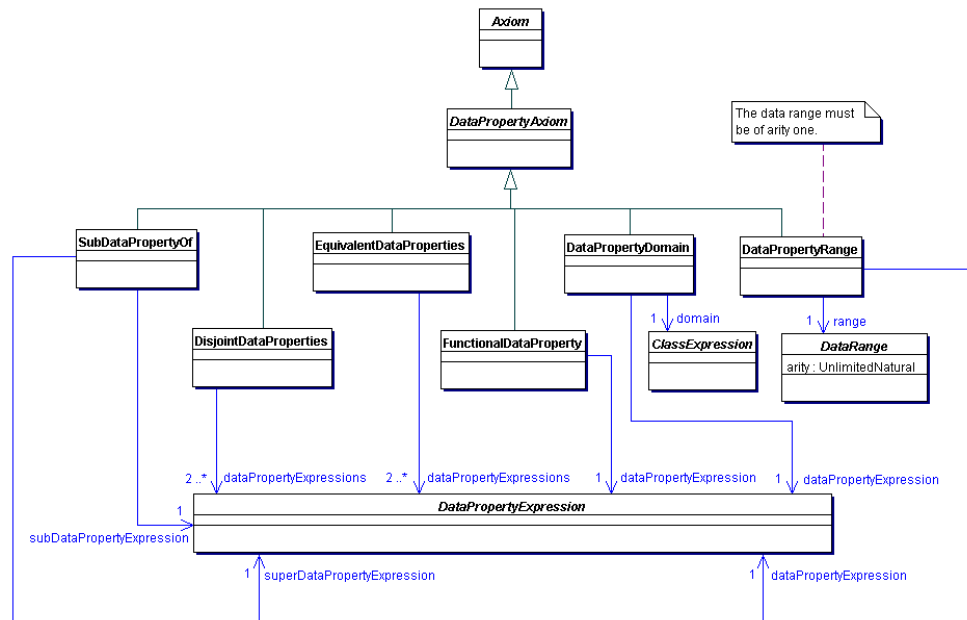 Axiom
DataPropertyAxiom
The data range must
be of arity one.
SubDataPropertyOf
EquivalentDataProperties
DataPropertyDomain
DataPropertyRange
1 domain
1 range
DisjointDataProperties
FunctionalDataProperty
ClassExpression
DataRange
arity : UnlimitedNatural
2 ..* dataPropertyExpressions
2 ..* dataPropertyExpressions
1 dataPropertyExpression
1 dataPropertyExpression
DataPropertyExpression
1
subDataPropertyExpression
1 superDataPropertyExpression
1 dataPropertyExpression